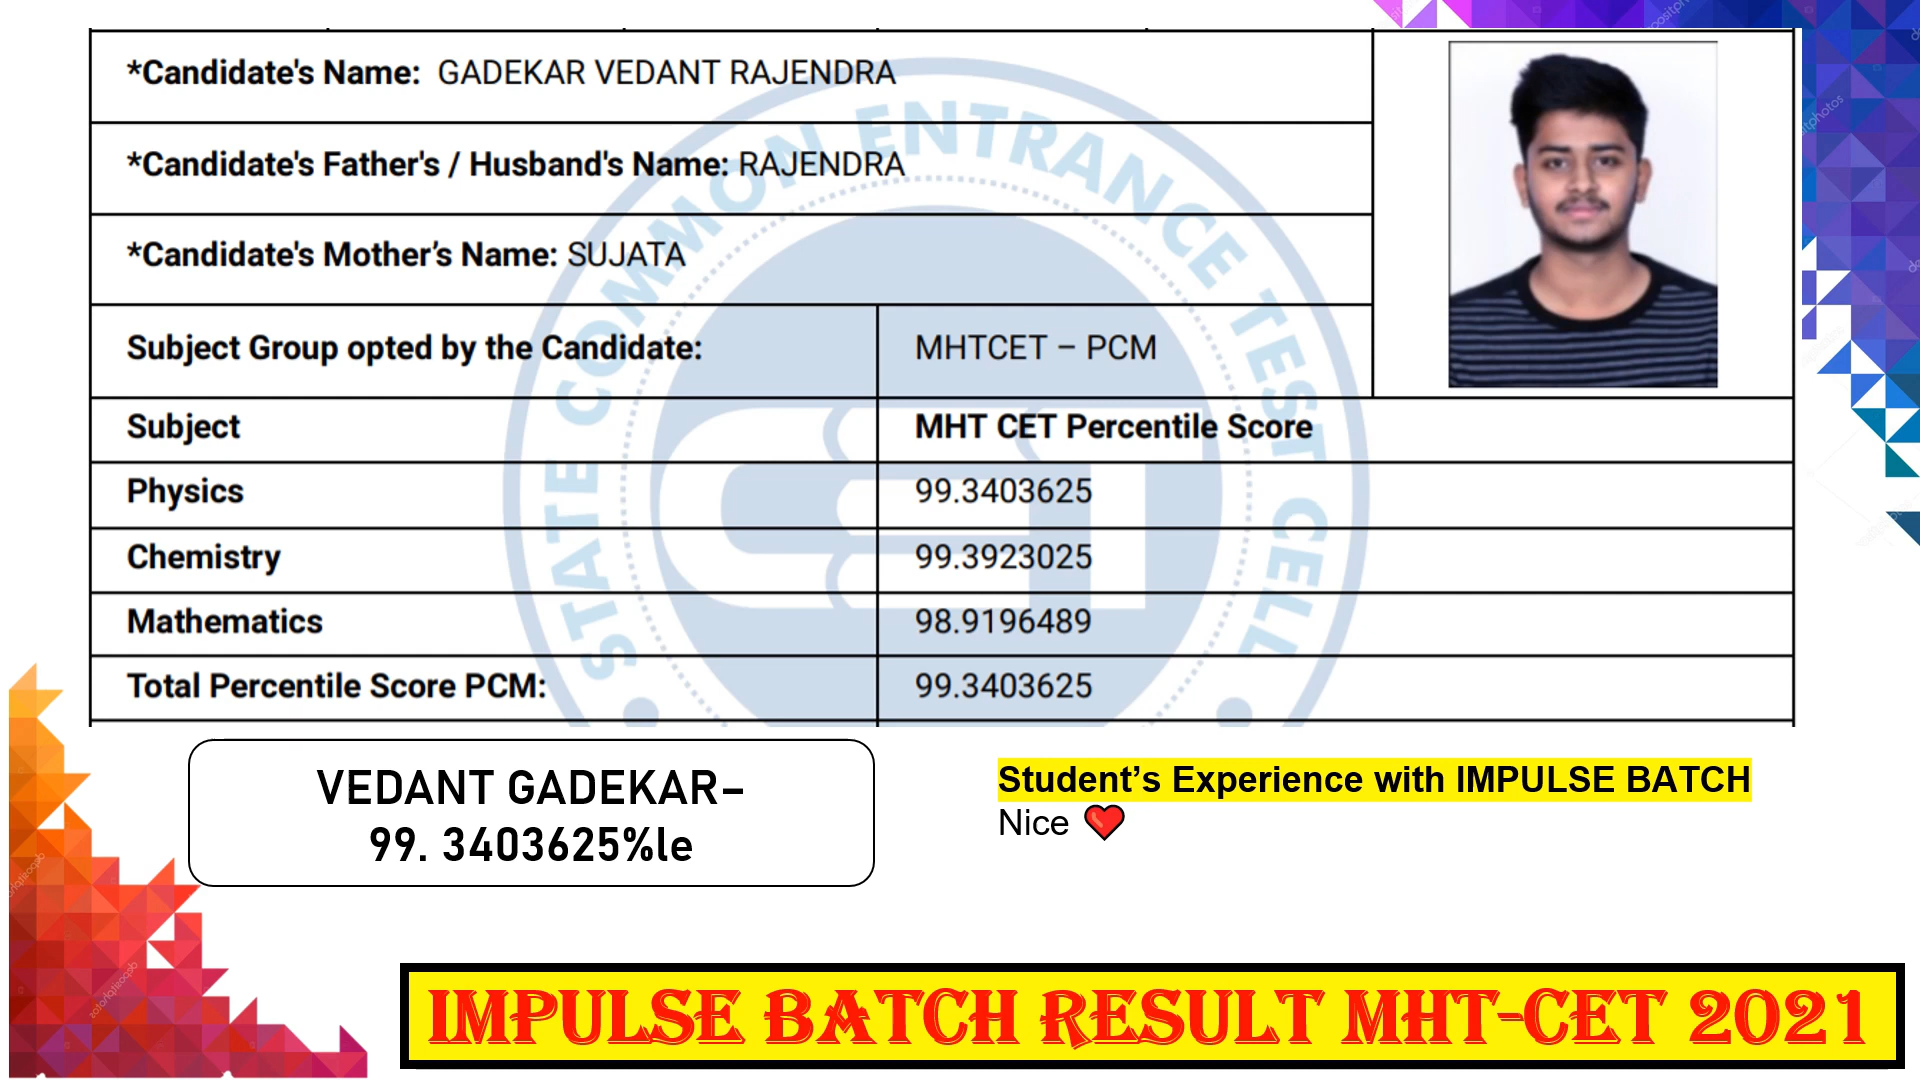 *Candidate's Name: GADEKAR VEDANT RAJENDRA
*Candidate's Father's / Husband's Name: RAJENDRA
*Candidate's Mother’s Name: SUJATA
Subject Group opted by the Candidate: MHTCET – PCM
Subject MHT CET Percentile Score
Physics 99.3403625
Chemistry 99.3923025
Mathematics 98.9196489
Total Percentile Score PCM: 99.3403625
STATE COMMON ENTRANCE TEST CELL
VEDANT GADEKAR–
99. 3403625%le
Student’s Experience with IMPULSE BATCH
Nice ❤️
IMPULSE BATCH RESULT MHT-CET 2021